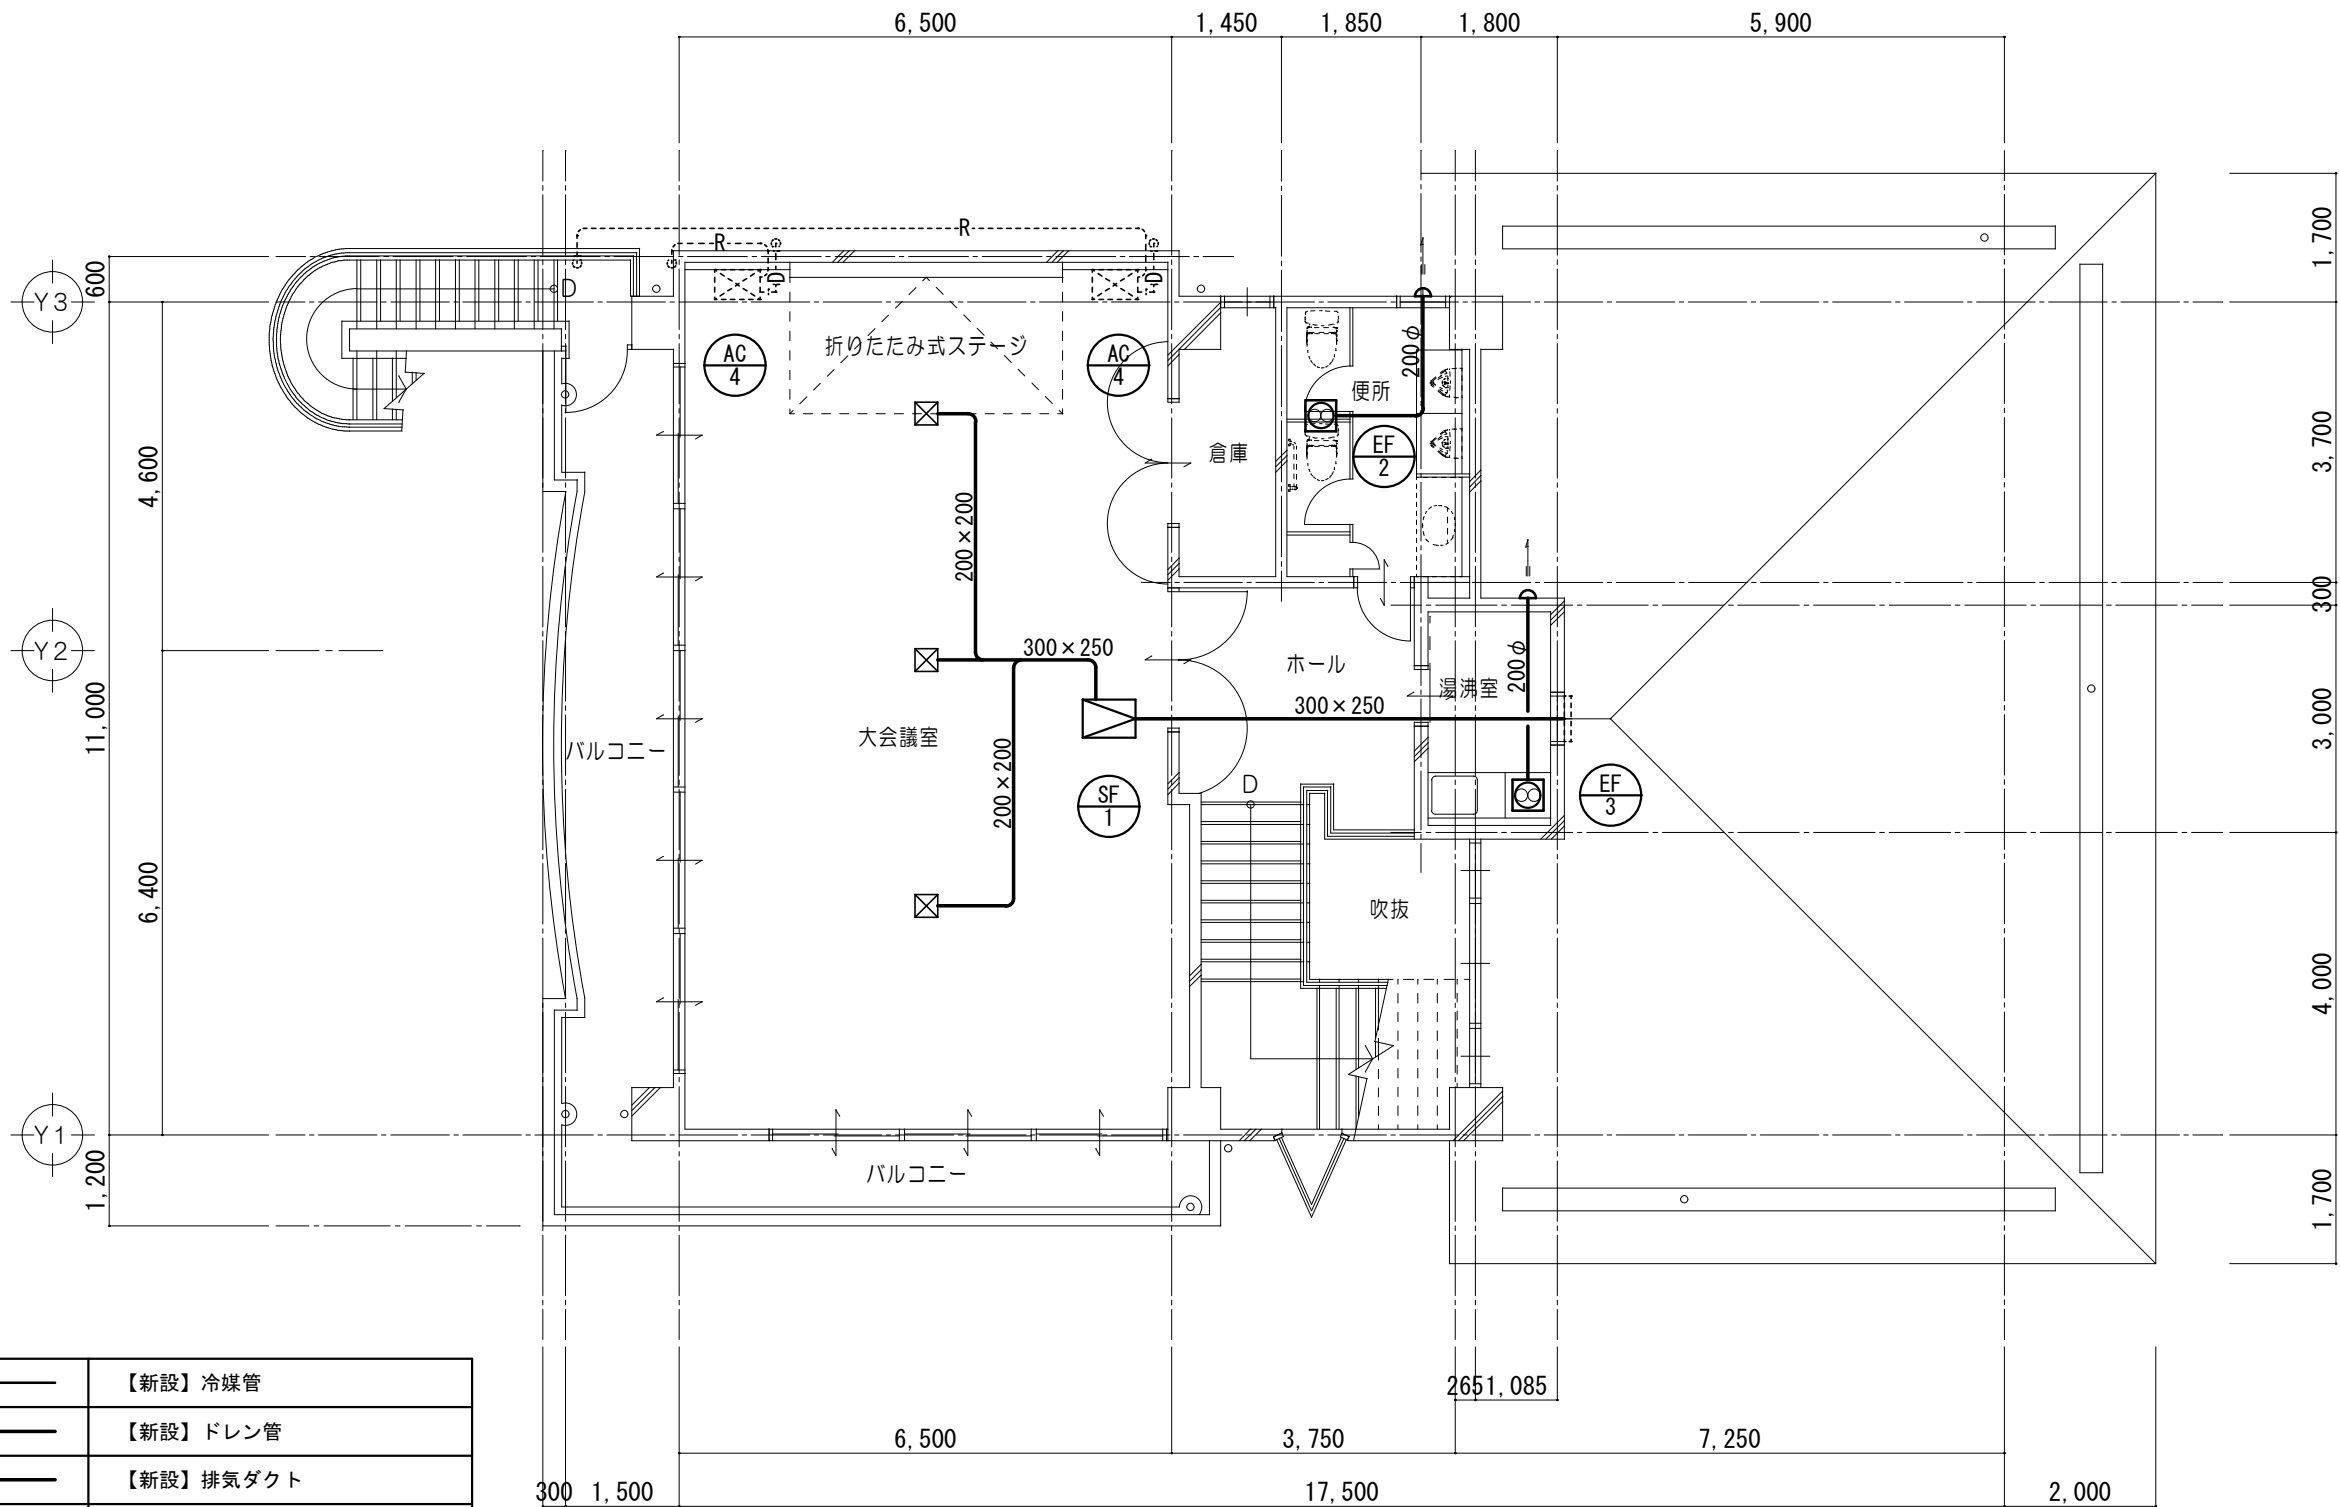 6,500 1,450 1,850 1,800 5,900
R
R
D
D
D
Y3
600
1,700
AC
4
折りたたみ式ステージ
AC
4
200φ
便所
倉庫
EF
2
4,600
3,700
200×200
300
Y2
300×250
ホール
200φ
湯沸室
300×250
11,000
大会議室
3,000
バルコニー
200×200
SF
1
D
EF
3
6,400
吹抜
4,000
Y1
バルコニー
1,200
1,700
【新設】冷媒管
【新設】ドレン管
【新設】排気ダクト
265 1,085
6,500 3,750 7,250
300 1,500 17,500 2,000